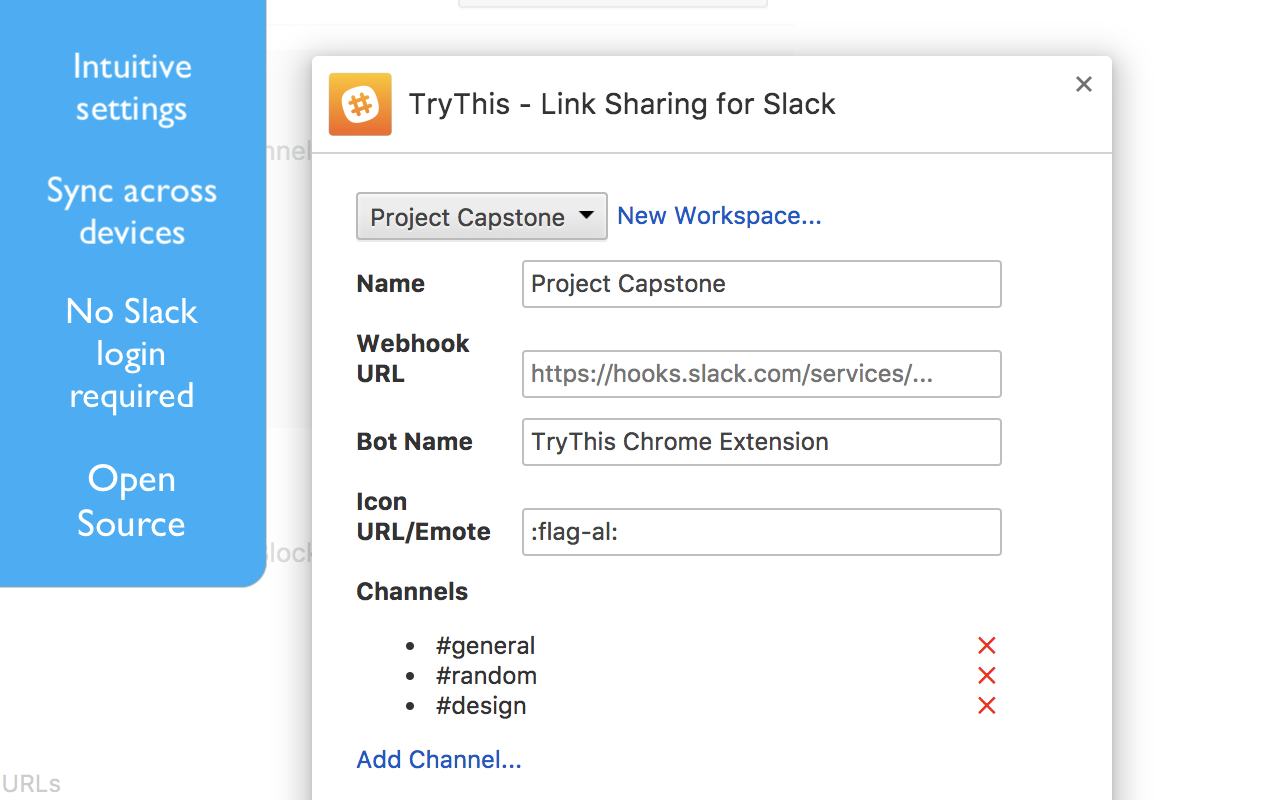 Intuitive
settings
Sync across
devices
No Slack
login
required
Open
Source
TryThis - Link Sharing for Slack
Project Capstone
New Workspace...
Name
Project Capstone
Webhook
URL
https://hooks.slack.com/services/...
Bot Name
TryThis Chrome Extension
Icon
URL/Emote
:flag-al:
Channels
#general
#random
#design
Add Channel...
URLs